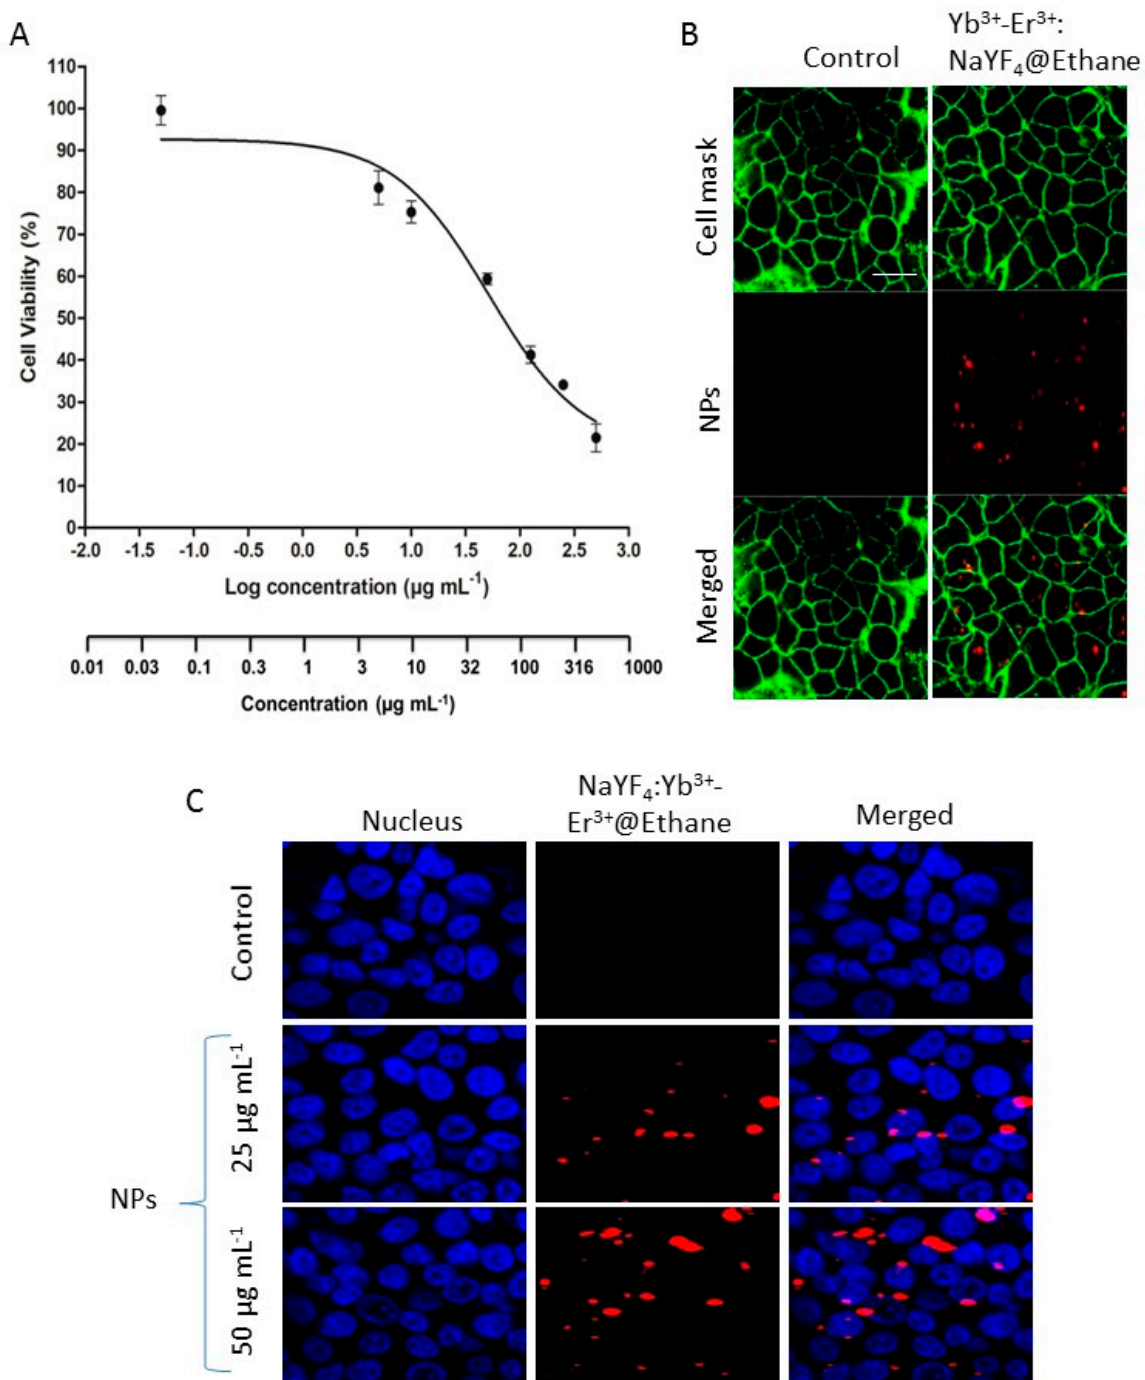 A
110
100
90
80
70
60
50
40
30
20
10
0
Cell Viability (%)
-2.0 -1.5 -1.0 -0.5 0.0 0.5 1.0 1.5 2.0 2.5 3.0
Log concentration (µg mL⁻¹)
0.01 0.03 0.1 0.3 1 3 10 32 100 316 1000
Concentration (µg mL⁻¹)
B
Control
Yb³⁺-Er³⁺:
NaYF₄@Ethane
Cell mask
NPs
Merged
C
Nucleus
NaYF₄:Yb³⁺-
Er³⁺@Ethane
Merged
Control
NPs
25 µg mL⁻¹
50 µg mL⁻¹